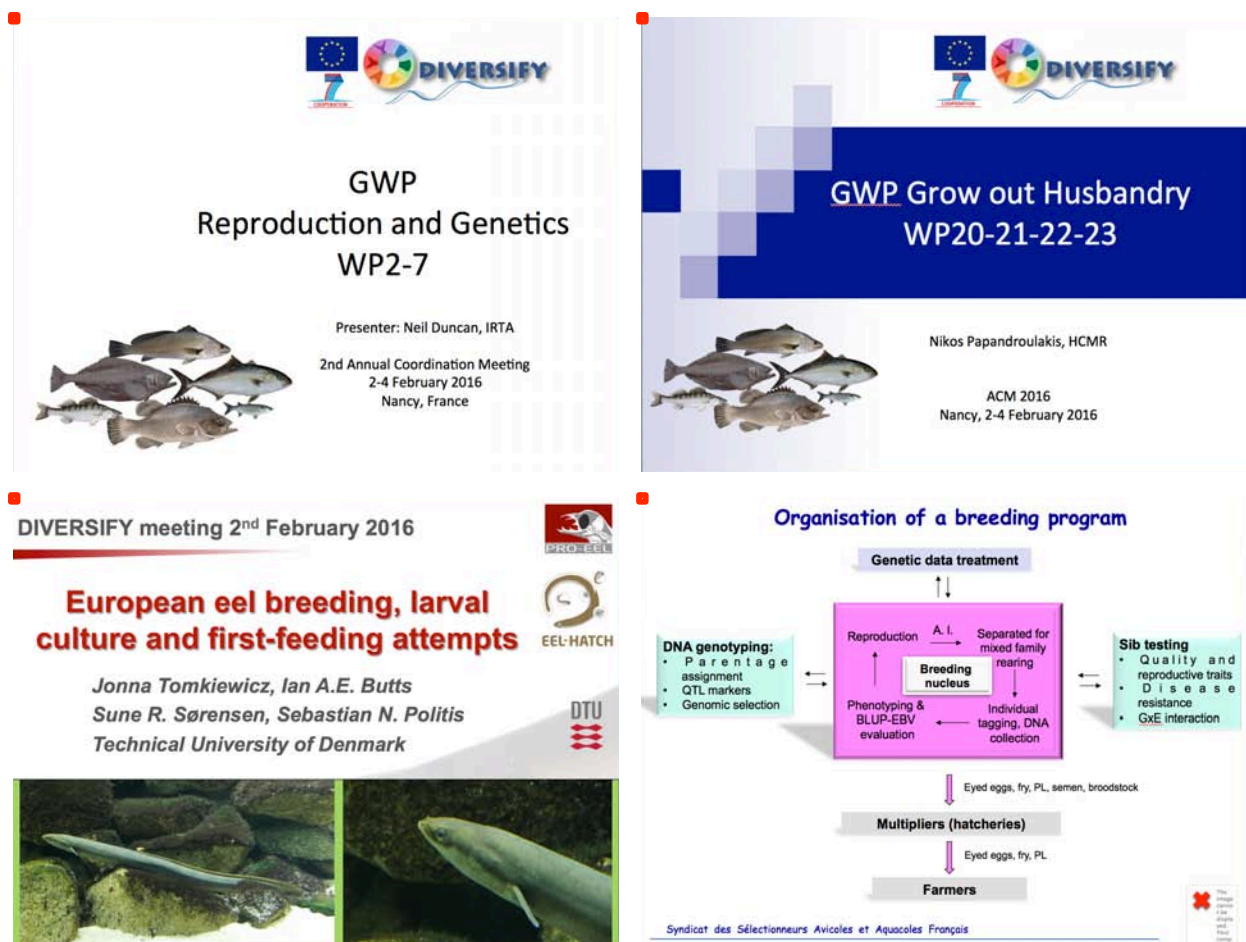 7
COOPERATION
DIVERSIFY
GWP
Reproduction and Genetics
WP2-7
Presenter: Neil Duncan, IRTA
2nd Annual Coordination Meeting
2-4 February 2016
Nancy, France
7
COOPERATION
DIVERSIFY
GWP Grow out Husbandry
WP20-21-22-23
Nikos Papandroulakis, HCMR
ACM 2016
Nancy, 2-4 February 2016
DIVERSIFY meeting 2nd February 2016
PRO-EEL
European eel breeding, larval
culture and first-feeding attempts
EEL-HATCH
Jonna Tomkiewicz, Ian A.E. Butts
Sune R. Sørensen, Sebastian N. Politis
Technical University of Denmark
DTU
Organisation of a breeding program
Genetic data treatment
DNA genotyping:
• Parentage
assignment
• QTL markers
• Genomic selection
Reproduction
A. I.
Separated for
mixed family
rearing
Breeding
nucleus
Phenotyping &
BLUP-EBV
evaluation
Individual
tagging, DNA
collection
Sib testing
• Quality and
reproductive traits
• Disease
resistance
• GxE interaction
Eyed eggs, fry, PL, semen, broodstock
Multipliers (hatcheries)
Eyed eggs, fry, PL
Farmers
Syndicat des Sélectionneurs Avicoles et Aquacoles Français